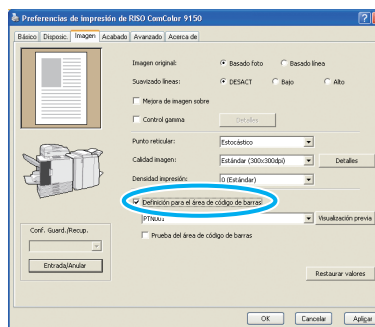 Preferencias de impresión de RISO ComColor 9150
?
Básico Disposic. Imagen Acabado Avanzado Acerca de
Imagen original: Basado foto Basado línea
Suavizado líneas: DESACT Bajo Alto
Mejora de imagen sobre
Control gamma Detalles
Punto reticular: Estocástico
Calidad imagen: Estándar (300x300dpi) Detalles
Densidad impresión: 0 (Estándar)
Definición para el área de código de barras
PTN001 Visualización previa
Prueba del área de código de barras
Conf. Guard./Recup.
Entrada/Anular
Restaurar valores
OK Cancelar Aplicar